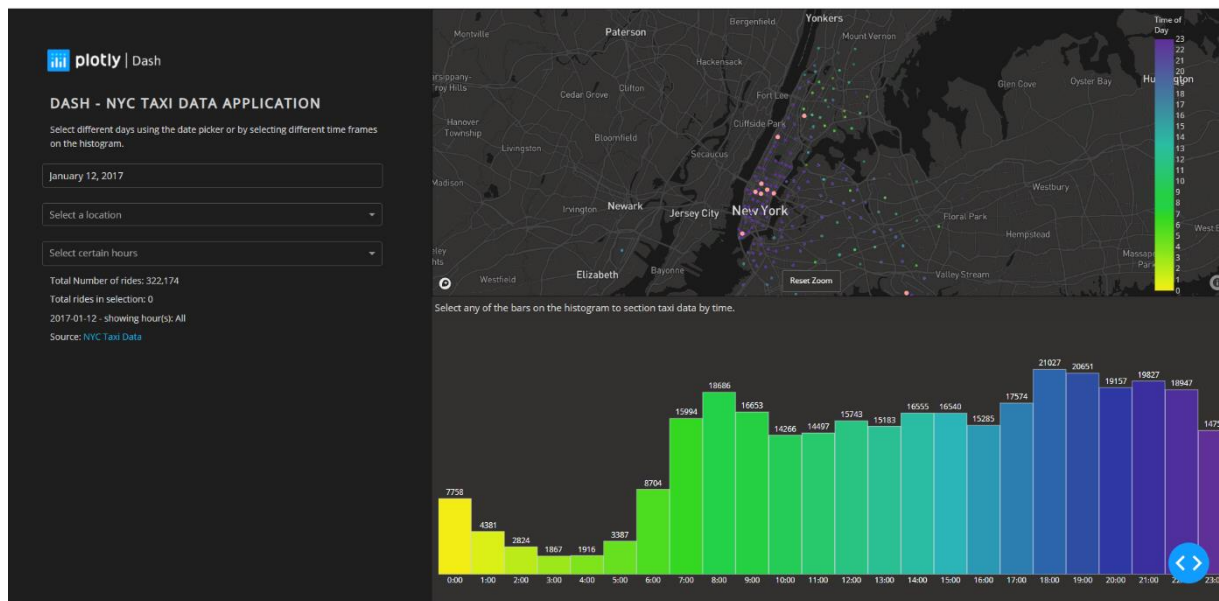 plotly | Dash
DASH - NYC TAXI DATA APPLICATION
Select different days using the date picker or by selecting different time frames
on the histogram.
January 12, 2017
Select a location
Select certain hours
Total Number of rides: 322,174
Total rides in selection: 0
2017-01-12 - showing hour(s): All
Source: NYC Taxi Data
Montville
Paterson
Bergenfield
Yonkers
Mount Vernon
Hackensack
Cedar Grove
Clifton
Fort Lee
Glen Cove
Oyster Bay
Hanover
Township
Livingston
Bloomfield
Cliffside Park
Secaucus
Madison
Irvington
Newark
Jersey City
New York
Westbury
Floral Park
Hempstead
Westfield
Elizabeth
Bayonne
Valley Stream
Reset Zoom
Time of
Day
23
22
21
20
18
17
16
15
14
13
12
11
10
9
8
7
6
5
4
3
2
1
0
Select any of the bars on the histogram to section taxi data by time.
7758
4381
2824
1867
1916
3387
8704
15994
18686
16653
14266
14497
15743
15183
16555
16540
15285
17574
21027
20651
19157
19827
18947
0:00
1:00
2:00
3:00
4:00
5:00
6:00
7:00
8:00
9:00
10:00
11:00
12:00
13:00
14:00
15:00
16:00
17:00
18:00
19:00
20:00
21:00